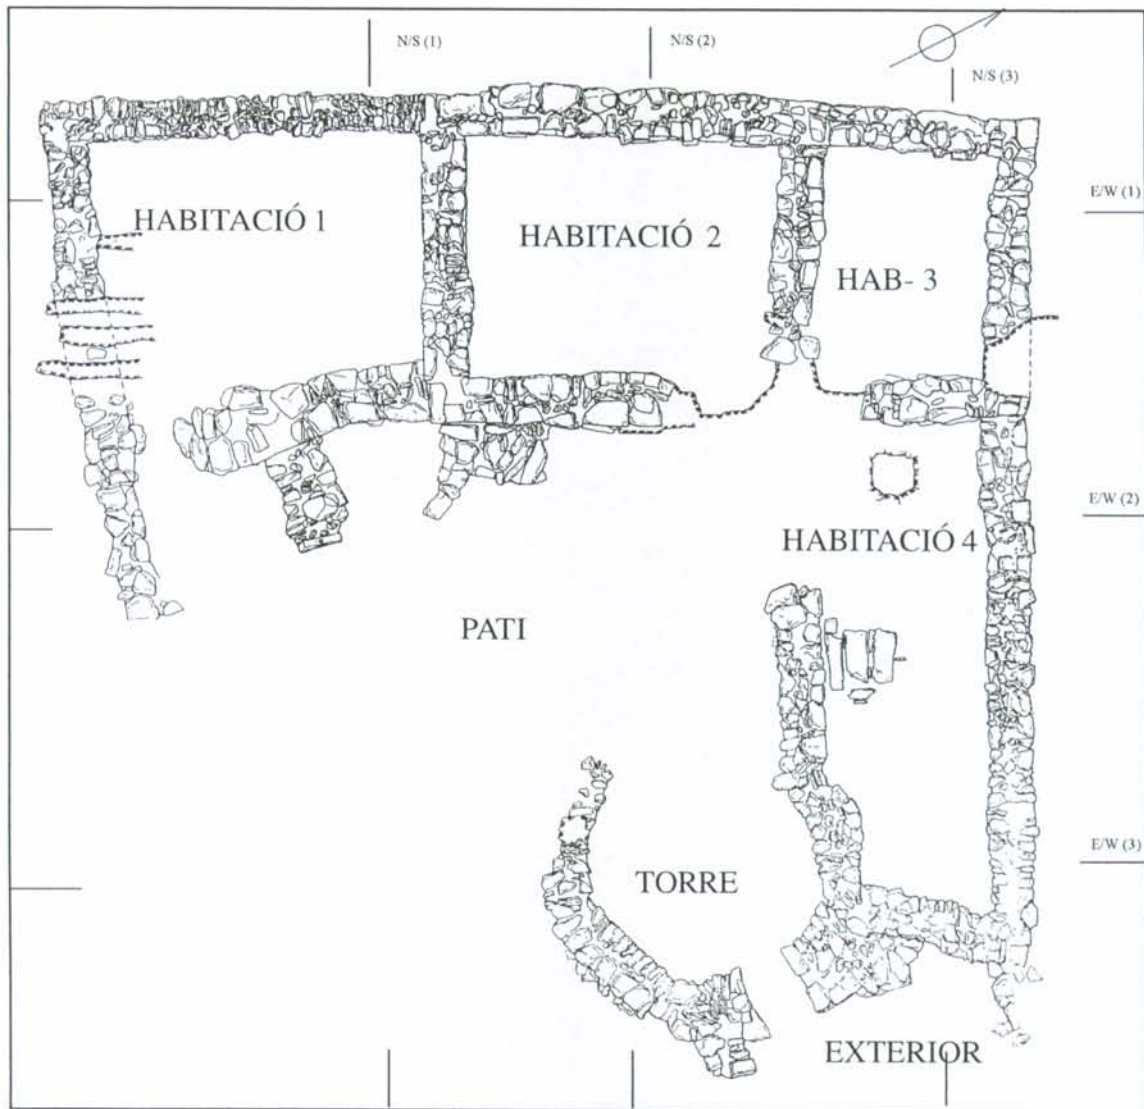 N/S (1)
N/S (2)
N/S (3)
E/W (1)
HABITACIÓ 1
HABITACIÓ 2
HAB- 3
E/W (2)
HABITACIÓ 4
PATI
E/W (3)
TORRE
EXTERIOR